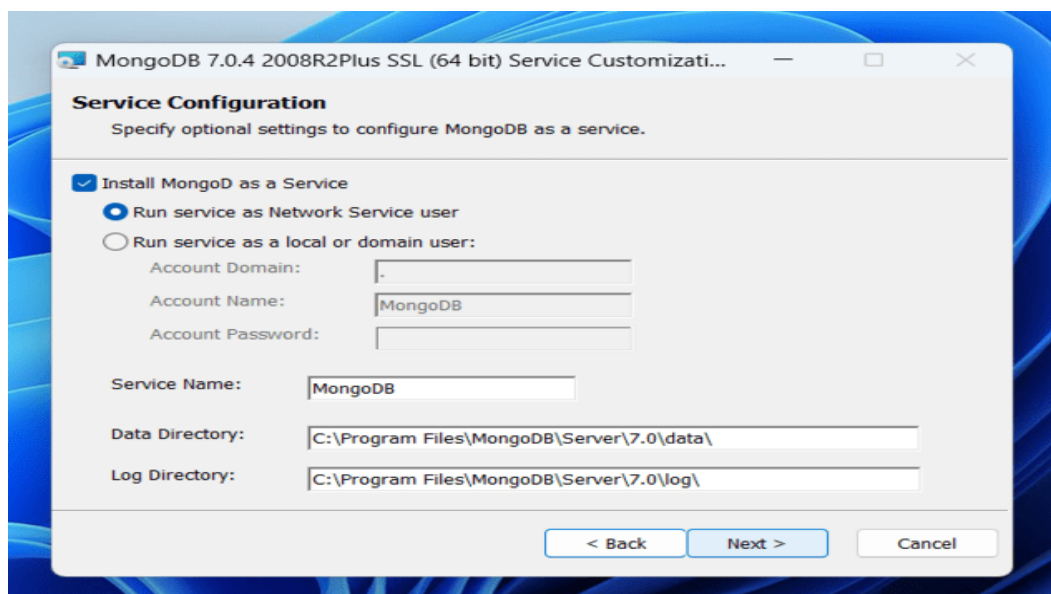 MongoDB 7.0.4 2008R2Plus SSL (64 bit) Service Customizati...
Service Configuration
Specify optional settings to configure MongoDB as a service.
Install MongoD as a Service
Run service as Network Service user
Run service as a local or domain user:
Account Domain: .
Account Name: MongoDB
Account Password:
Service Name: MongoDB
Data Directory: C:\Program Files\MongoDB\Server\7.0\data\
Log Directory: C:\Program Files\MongoDB\Server\7.0\log\
< Back Next > Cancel